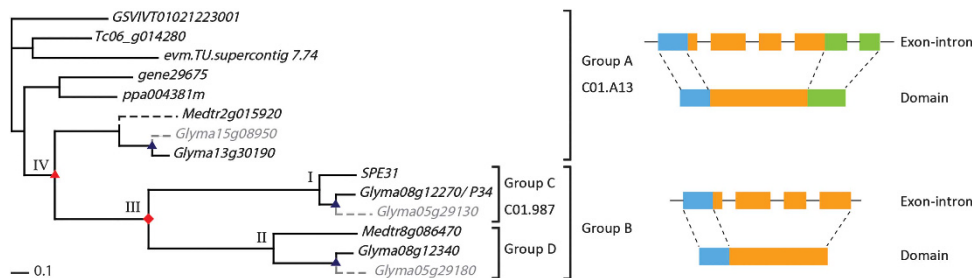 GSVIVT01021223001
Tc06_g014280
evm.TU.supercontig 7.74
gene29675
ppa004381m
Medtr2g015920
Glyma15g08950
Glyma13g30190
IV
I
SPE31
Glyma08g12270/ P34
Glyma05g29130
III
II
Medtr8g086470
Glyma08g12340
Glyma05g29180
0.1
Group A
C01.A13
Group C
C01.987
Group D
Group B
Exon-intron
Domain
Exon-intron
Domain